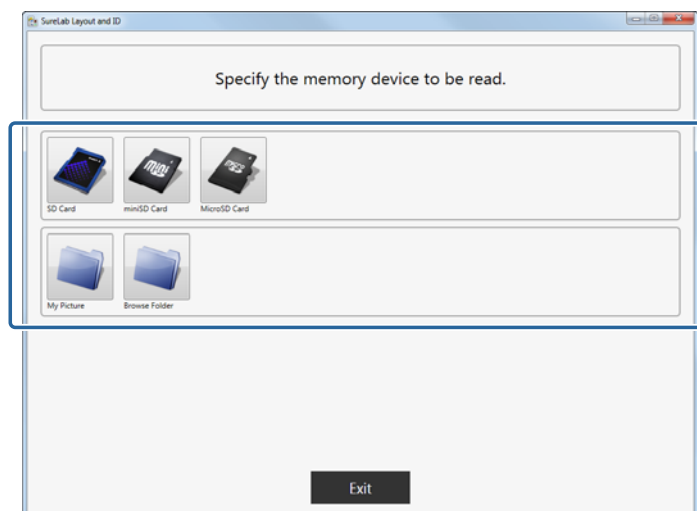 SureLab Layout and ID
Specify the memory device to be read.
mini
SD Card
miniSD Card
MicroSD Card
My Picture
Browse Folder
Exit